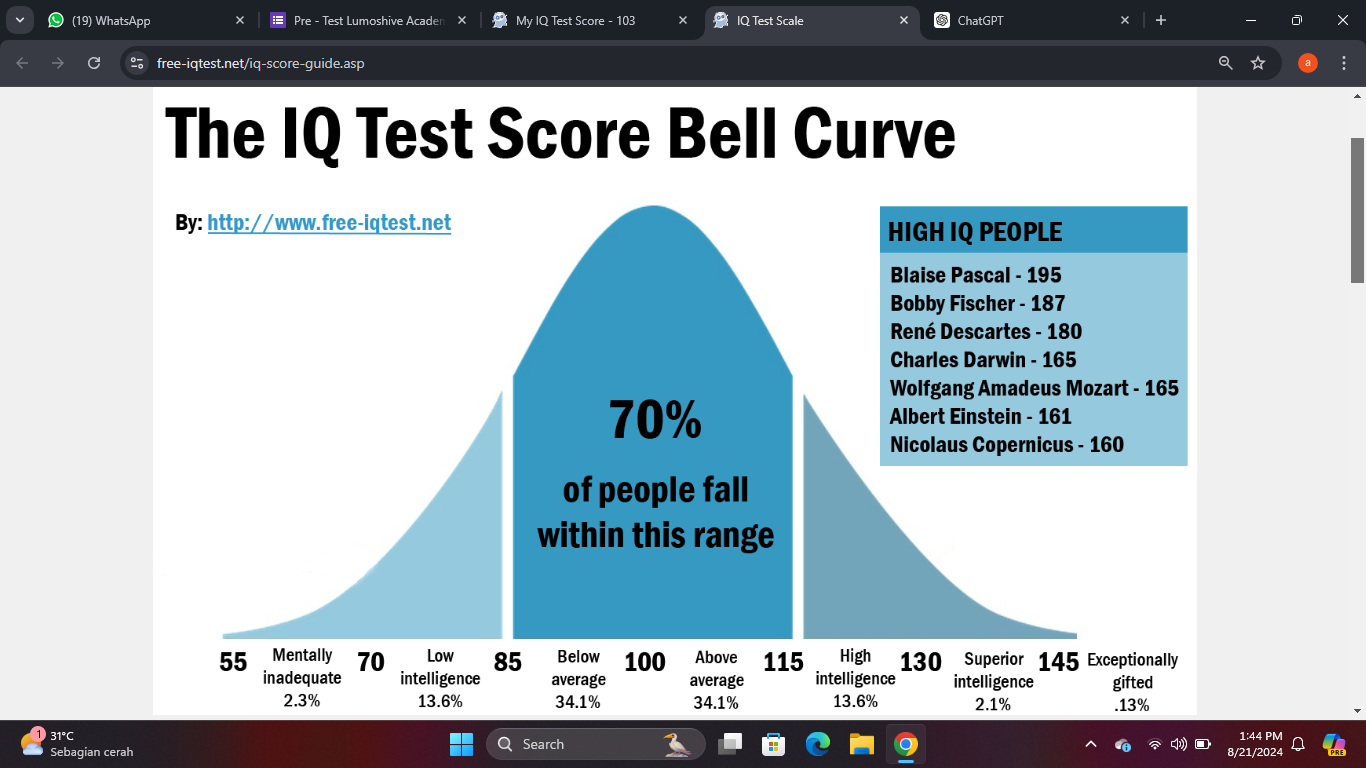 (19) WhatsApp
Pre - Test Lumoshive Academ
My IQ Test Score - 103
IQ Test Scale
ChatGPT
free-iqtest.net/iq-score-guide.asp
a
The IQ Test Score Bell Curve
By: http://www.free-iqtest.net
HIGH IQ PEOPLE
Blaise Pascal - 195
Bobby Fischer - 187
René Descartes - 180
Charles Darwin - 165
Wolfgang Amadeus Mozart - 165
Albert Einstein - 161
Nicolaus Copernicus - 160
70%
of people fall
within this range
55
Mentally
inadequate
2.3%
70
Low
intelligence
13.6%
85
Below
average
34.1%
100
Above
average
34.1%
115
High
intelligence
13.6%
130
Superior
intelligence
2.1%
145
Exceptionally
gifted
.13%
1
31°C
Sebagian cerah
Search
1:44 PM
8/21/2024
PRE